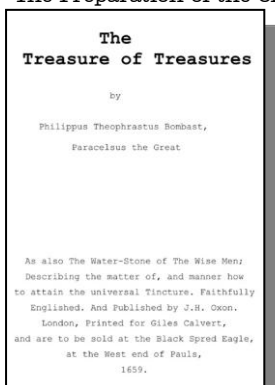 The Preparation of the
The
Treasure of Treasures
by
Philippus Theophrastus Bombast,
Paracelsus the Great
As also The Water-Stone of The Wise Men;
Describing the matter of, and manner how
to attain the universal Tincture. Faithfully
Englished. And Published by J.H. Oxon.
London, Printed for Giles Calvert,
and are to be sold at the Black Spred Eagle,
at the West end of Pauls,
1659.